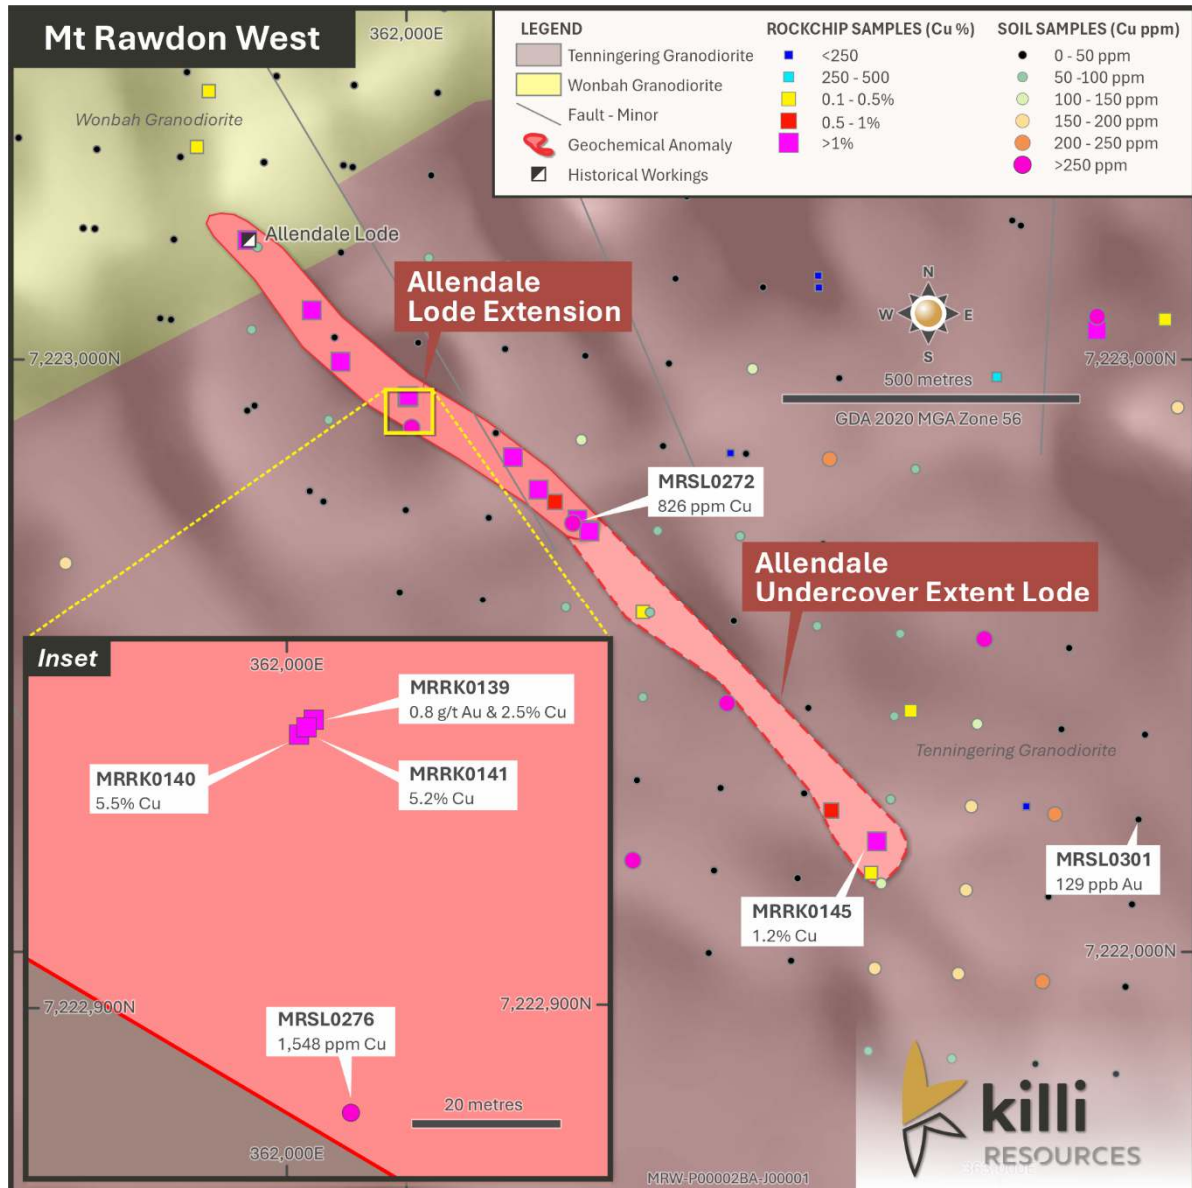 Mt Rawdon West
362,000E
LEGEND
Tenningering Granodiorite
Wonbah Granodiorite
Fault - Minor
Geochemical Anomaly
Historical Workings
ROCKCHIP SAMPLES (Cu %)
<250
250 - 500
0.1 - 0.5%
0.5 - 1%
>1%
SOIL SAMPLES (Cu ppm)
0 - 50 ppm
50 -100 ppm
100 - 150 ppm
150 - 200 ppm
200 - 250 ppm
>250 ppm
Wonbah Granodiorite
Allendale Lode
Allendale
Lode Extension
N
W
E
S
7,223,000N
7,223,000N
500 metres
GDA 2020 MGA Zone 56
MRSL0272
826 ppm Cu
Allendale
Undercover Extent Lode
Inset
362,000E
MRRK0139
0.8 g/t Au & 2.5% Cu
MRRK0140
5.5% Cu
MRRK0141
5.2% Cu
7,222,900N
7,222,900N
MRSL0276
1,548 ppm Cu
20 metres
362,000E
Tenningering Granodiorite
MRSL0301
129 ppb Au
MRRK0145
1.2% Cu
7,222,000N
killi
RESOURCES
MRW-P00002BA-J00001